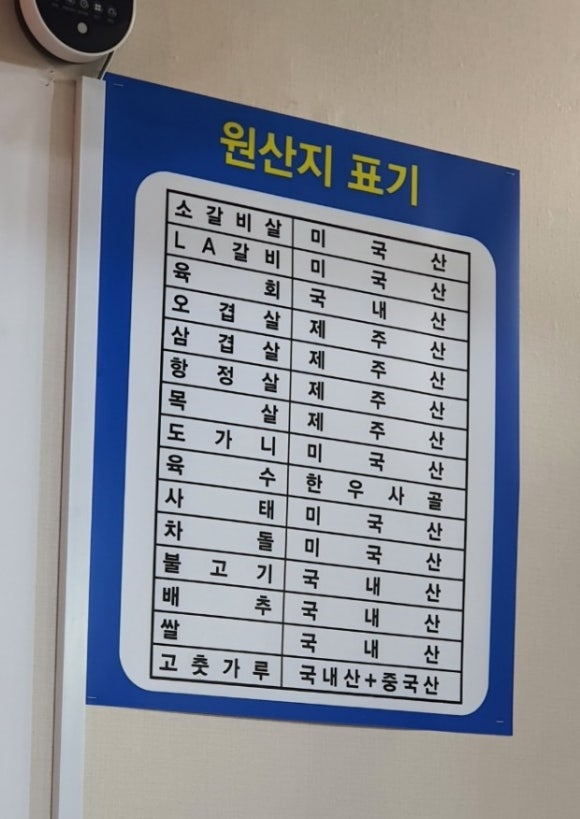 원산지 표기
소갈비살 미국산
LA갈비 미국산
육회 국내산
오겹살 제주산
삼겹살 제주산
항정살 제주산
목살 제주산
도가니 미국산
육수 한우사골
사태 미국산
차돌 미국산
불고기 국내산
배추 국내산
쌀 국내산
고춧가루 국내산+중국산